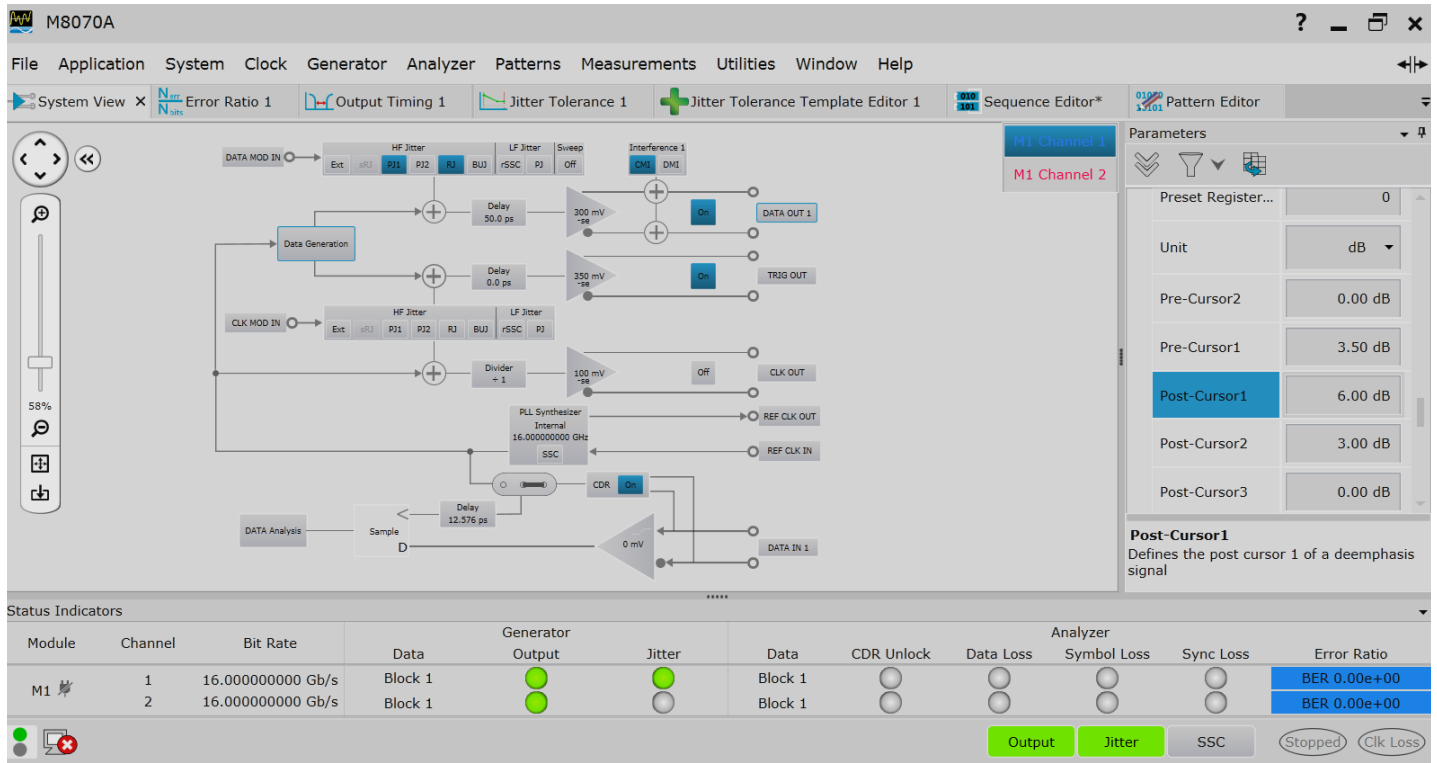 M8070A
? _ ×
File Application System Clock Generator Analyzer Patterns Measurements Utilities Window Help
System View × Nerr Nbits Error Ratio 1 Output Timing 1 Jitter Tolerance 1 Jitter Tolerance Template Editor 1 010 101 Sequence Editor* Pattern Editor
DATA MOD IN
HF Jitter LF Jitter Sweep
Ext sRJ PJ1 PJ2 RJ BUJ rSSC PJ Off
Interference 1
CMI DMI
M1 Channel 1
M1 Channel 2
Delay
50.0 ps
300 mV
-se
On
DATA OUT 1
Data Generation
Delay
0.0 ps
350 mV
-se
On
TRIG OUT
CLK MOD IN
HF Jitter LF Jitter
Ext sRJ PJ1 PJ2 RJ BUJ rSSC PJ
Divider
÷ 1
100 mV
-se
Off
CLK OUT
PLL Synthesizer
Internal
16.000000000 GHz
SSC
REF CLK OUT
REF CLK IN
CDR On
Delay
12.576 ps
DATA Analysis
Sample
D
0 mV
DATA IN 1
58%
Parameters
Preset Register... 0
Unit dB
Pre-Cursor2 0.00 dB
Pre-Cursor1 3.50 dB
Post-Cursor1 6.00 dB
Post-Cursor2 3.00 dB
Post-Cursor3 0.00 dB
Post-Cursor1
Defines the post cursor 1 of a deemphasis
signal
Status Indicators
Generator Analyzer
Module Channel Bit Rate Data Output Jitter Data CDR Unlock Data Loss Symbol Loss Sync Loss Error Ratio
M1
1 16.000000000 Gb/s Block 1 Block 1 BER 0.00e+00
2 16.000000000 Gb/s Block 1 Block 1 BER 0.00e+00
Output Jitter SSC Stopped Clk Loss